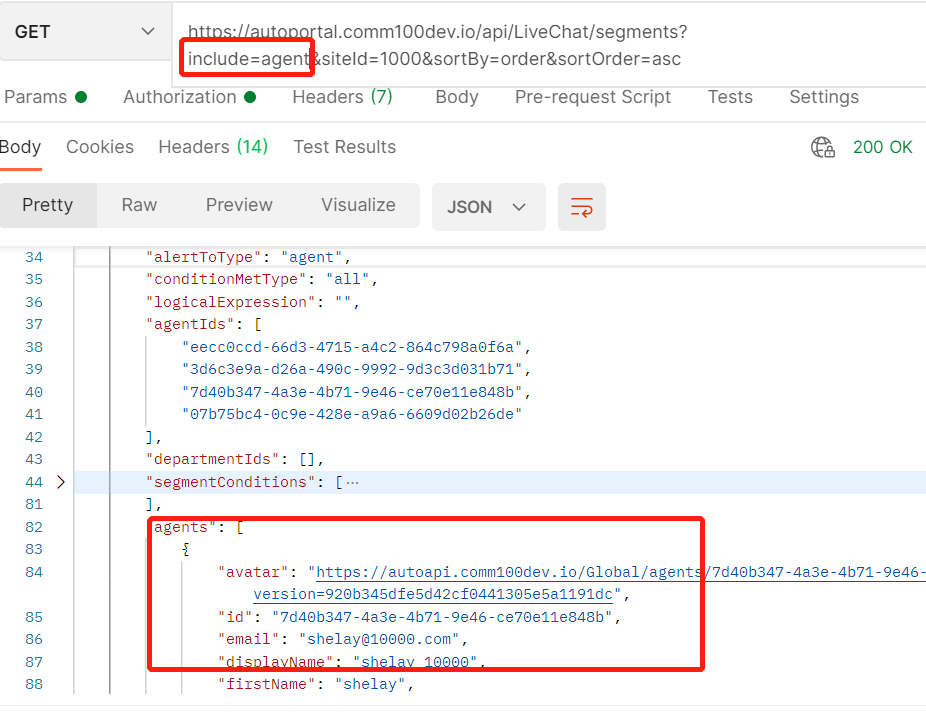 GET
https://autoportal.comm100dev.io/api/LiveChat/segments?
include=agent&siteId=1000&sortBy=order&sortOrder=asc
Params Authorization Headers (7) Body Pre-request Script Tests Settings
Body Cookies Headers (14) Test Results 200 OK
Pretty Raw Preview Visualize JSON
34 "alertToType": "agent",
35 "conditionMetType": "all",
36 "logicalExpression": "",
37 "agentIds": [
38 "eecc0ccd-66d3-4715-a4c2-864c798a0f6a",
39 "3d6c3e9a-d26a-490c-9992-9d3c3d031b71",
40 "7d40b347-4a3e-4b71-9e46-ce70e11e848b",
41 "07b75bc4-0c9e-428e-a9a6-6609d02b26de"
42 ],
43 "departmentIds": [],
44 "segmentConditions": [···
81 ],
82 agents": [
83 {
84 "avatar": "https://autoapi.comm100dev.io/Global/agents/7d40b347-4a3e-4b71-9e46-
version=920b345dfe5d42cf0441305e5a1191dc",
85 "id": "7d40b347-4a3e-4b71-9e46-ce70e11e848b",
86 "email": "shelay@10000.com",
87 "displayName": "shelay 10000",
88 "firstName": "shelay",